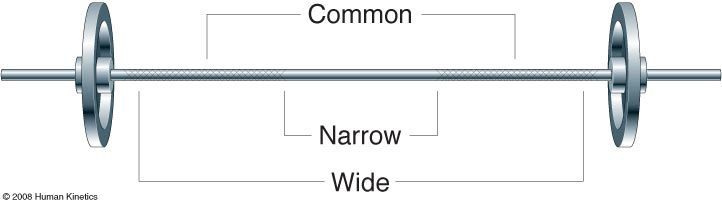 Common
Narrow
Wide
© 2008 Human Kinetics